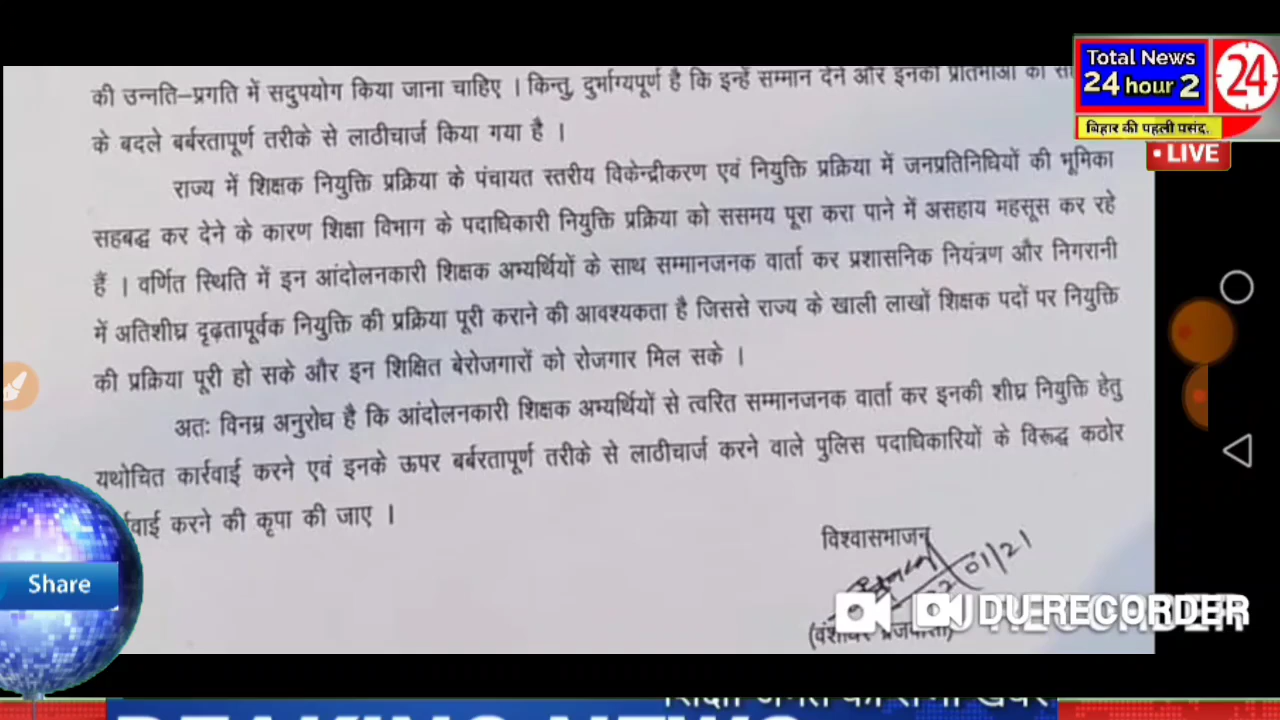 Total News
24 hour 2
24
बिहार की पहली पसंद.
• LIVE
की उन्नति–प्रगति में सदुपयोग किया जाना चाहिए । किन्तु, दुर्भाग्यपूर्ण है कि इन्हें सम्मान देने और इनकी प्रतिभाओं का
के बदले बर्बरतापूर्ण तरीके से लाठीचार्ज किया गया है ।
राज्य में शिक्षक नियुक्ति प्रक्रिया के पंचायत स्तरीय विकेन्द्रीकरण एवं नियुक्ति प्रक्रिया में जनप्रतिनिधियों की भूमिका
सहबद्ध कर देने के कारण शिक्षा विभाग के पदाधिकारी नियुक्ति प्रक्रिया को ससमय पूरा करा पाने में असहाय महसूस कर रहे
हैं । वर्णित स्थिति में इन आंदोलनकारी शिक्षक अभ्यर्थियों के साथ सम्मानजनक वार्ता कर प्रशासनिक नियंत्रण और निगरानी
में अतिशीघ्र दृढ़तापूर्वक नियुक्ति की प्रक्रिया पूरी कराने की आवश्यकता है जिससे राज्य के खाली लाखों शिक्षक पदों पर नियुक्ति
की प्रक्रिया पूरी हो सके और इन शिक्षित बेरोजगारों को रोजगार मिल सके ।
अतः विनम्र अनुरोध है कि आंदोलनकारी शिक्षक अभ्यर्थियों से त्वरित सम्मानजनक वार्ता कर इनकी शीघ्र नियुक्ति हेतु
यथोचित कार्रवाई करने एवं इनके ऊपर बर्बरतापूर्ण तरीके से लाठीचार्ज करने वाले पुलिस पदाधिकारियों के विरूद्ध कठोर
करने की कृपा की जाए ।
विश्वासभाजन
01/21
Share
DU RECORDER
BREAKING NEWS